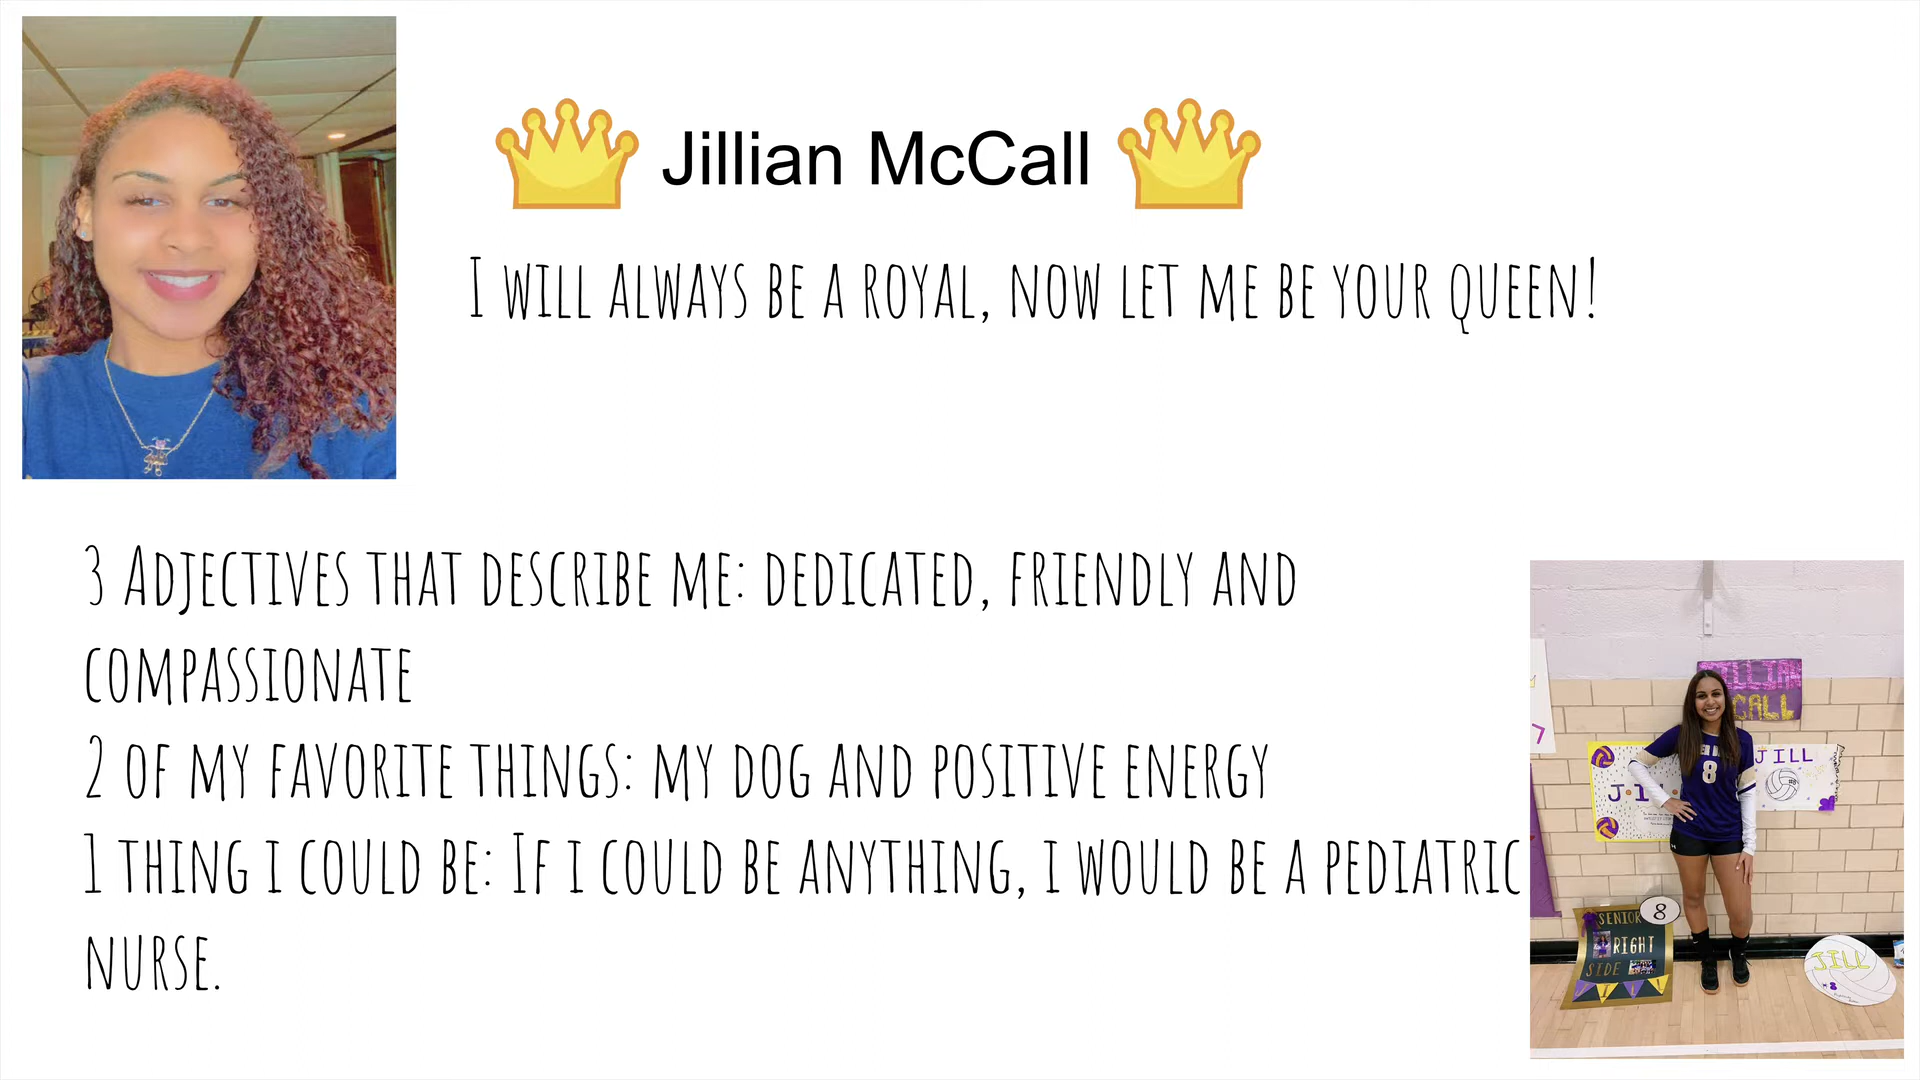 Jillian McCall
I will always be a royal, now let me be your queen!
3 Adjectives that describe me: dedicated, friendly and
compassionate
2 of my favorite things: my dog and positive energy
1 thing i could be: If i could be anything, i would be a pediatric
nurse.
JILL
8
8
SENIOR
RIGHT
SIDE
JILL